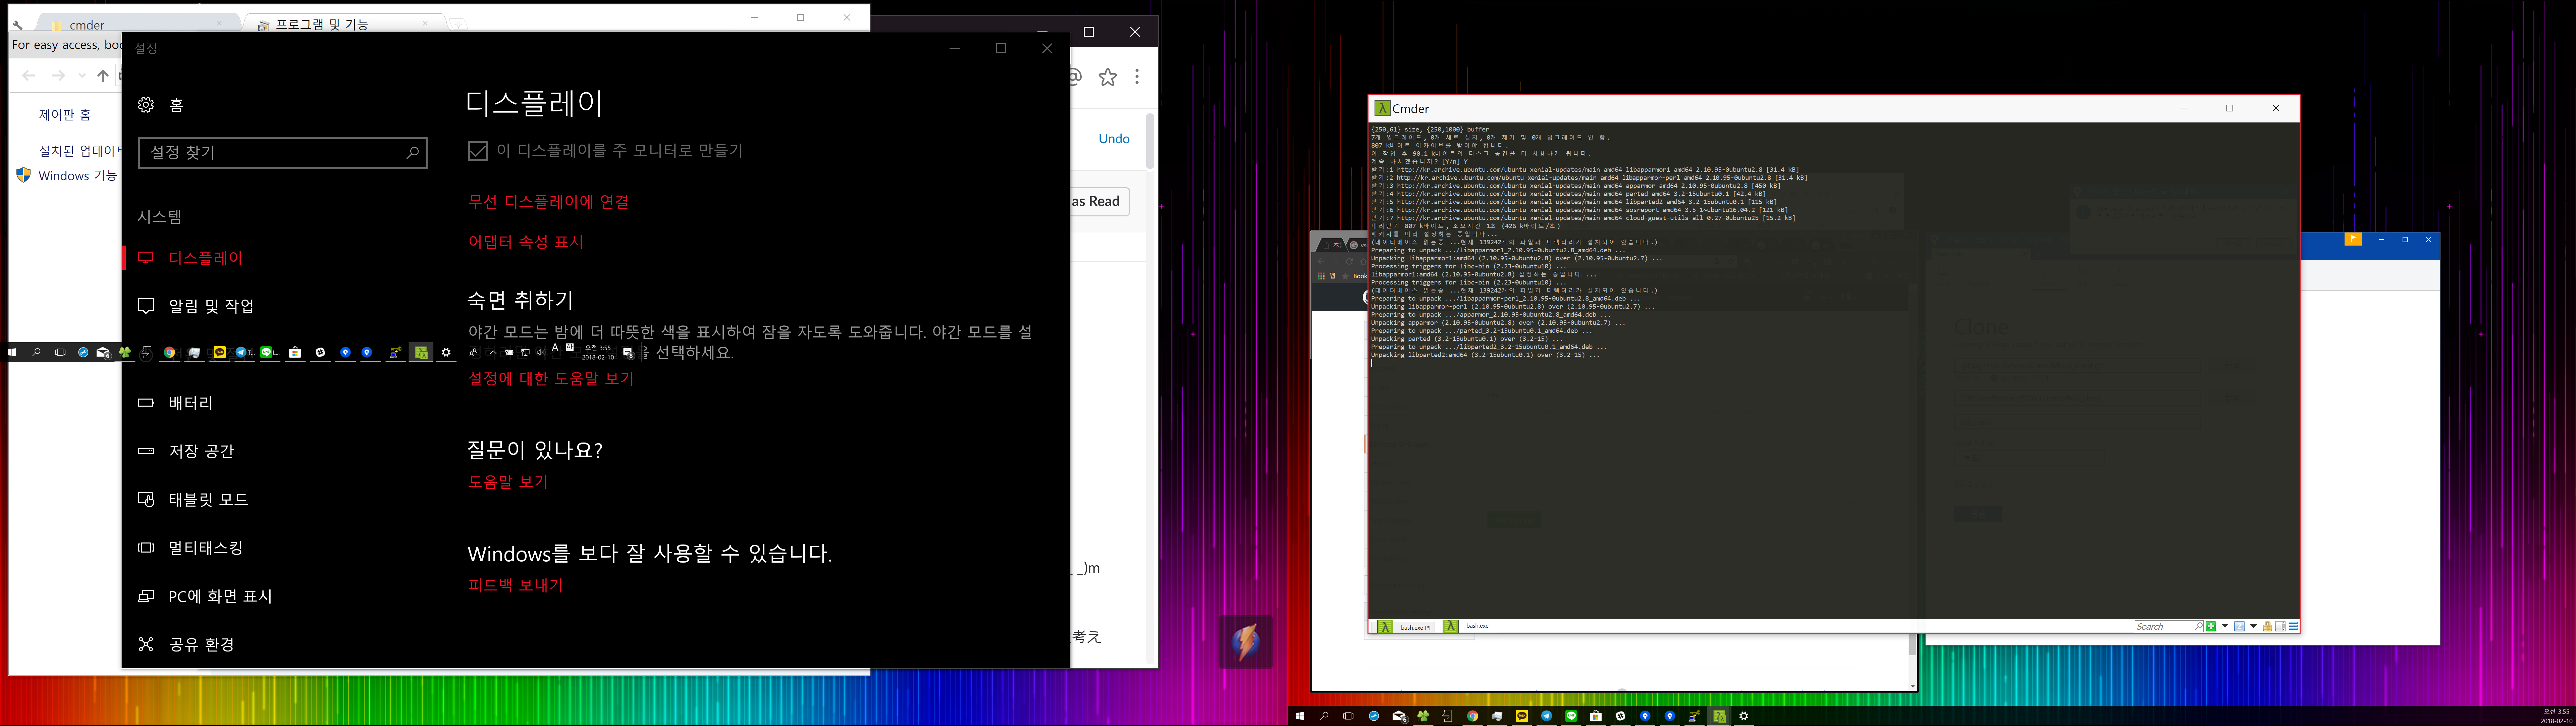 cmder
프로그램 및 기능
For easy access, boo
제어판 홈
설치된 업데이트
Windows 기능
설정
홈
설정 찾기
시스템
디스플레이
알림 및 작업
배터리
저장 공간
태블릿 모드
멀티태스킹
PC에 화면 표시
공유 환경
디스플레이
이 디스플레이를 주 모니터로 만들기
무선 디스플레이에 연결
어댑터 속성 표시
숙면 취하기
야간 모드는 밤에 더 따뜻한 색을 표시하여 잠을 자도록 도와줍니다. 야간 모드를 설
선택하세요.
설정에 대한 도움말 보기
질문이 있나요?
도움말 보기
Windows를 보다 잘 사용할 수 있습니다.
피드백 보내기
오전 3:55
2018-02-10
Undo
as Read
_)m
考え
Cmder
{250,61} size, {250,1000} buffer
7개 업그레이드, 0개 새로 설치, 0개 제거 및 0개 업그레이드 안 함.
807 k바이트 아카이브를 받아야 합니다.
이 작업 후 90.1 k바이트의 디스크 공간을 더 사용하게 됩니다.
계속 하시겠습니까? [Y/n] Y
받기:1 http://kr.archive.ubuntu.com/ubuntu xenial-updates/main amd64 libapparmor1 amd64 2.10.95-0ubuntu2.8 [31.4 kB]
받기:2 http://kr.archive.ubuntu.com/ubuntu xenial-updates/main amd64 libapparmor-perl amd64 2.10.95-0ubuntu2.8 [31.4 kB]
받기:3 http://kr.archive.ubuntu.com/ubuntu xenial-updates/main amd64 apparmor amd64 2.10.95-0ubuntu2.8 [450 kB]
받기:4 http://kr.archive.ubuntu.com/ubuntu xenial-updates/main amd64 parted amd64 3.2-15ubuntu0.1 [42.4 kB]
받기:5 http://kr.archive.ubuntu.com/ubuntu xenial-updates/main amd64 libparted2 amd64 3.2-15ubuntu0.1 [115 kB]
받기:6 http://kr.archive.ubuntu.com/ubuntu xenial-updates/main amd64 sosreport amd64 3.5-1~ubuntu16.04.2 [121 kB]
받기:7 http://kr.archive.ubuntu.com/ubuntu xenial-updates/main amd64 cloud-guest-utils all 0.27-0ubuntu25 [15.2 kB]
내려받기 807 k바이트, 소요시간 1초 (426 k바이트/초)
패키지를 미리 설정하는 중입니다...
(데이터베이스 읽는중 ...현재 139242개의 파일과 디렉터리가 설치되어 있습니다.)
Preparing to unpack .../libapparmor1_2.10.95-0ubuntu2.8_amd64.deb ...
Unpacking libapparmor1:amd64 (2.10.95-0ubuntu2.8) over (2.10.95-0ubuntu2.7) ...
Processing triggers for libc-bin (2.23-0ubuntu10) ...
libapparmor1:amd64 (2.10.95-0ubuntu2.8) 설정하는 중입니다 ...
Processing triggers for libc-bin (2.23-0ubuntu10) ...
(데이터베이스 읽는중 ...현재 139242개의 파일과 디렉터리가 설치되어 있습니다.)
Preparing to unpack .../libapparmor-perl_2.10.95-0ubuntu2.8_amd64.deb ...
Unpacking libapparmor-perl (2.10.95-0ubuntu2.8) over (2.10.95-0ubuntu2.7) ...
Preparing to unpack .../apparmor_2.10.95-0ubuntu2.8_amd64.deb ...
Unpacking apparmor (2.10.95-0ubuntu2.8) over (2.10.95-0ubuntu2.7) ...
Preparing to unpack .../parted_3.2-15ubuntu0.1_amd64.deb ...
Unpacking parted (3.2-15ubuntu0.1) over (3.2-15) ...
Preparing to unpack .../libparted2_3.2-15ubuntu0.1_amd64.deb ...
Unpacking libparted2:amd64 (3.2-15ubuntu0.1) over (3.2-15) ...
bash.exe [*]
bash.exe
Search
Book
Clone
오전 3:55
2018-02-10